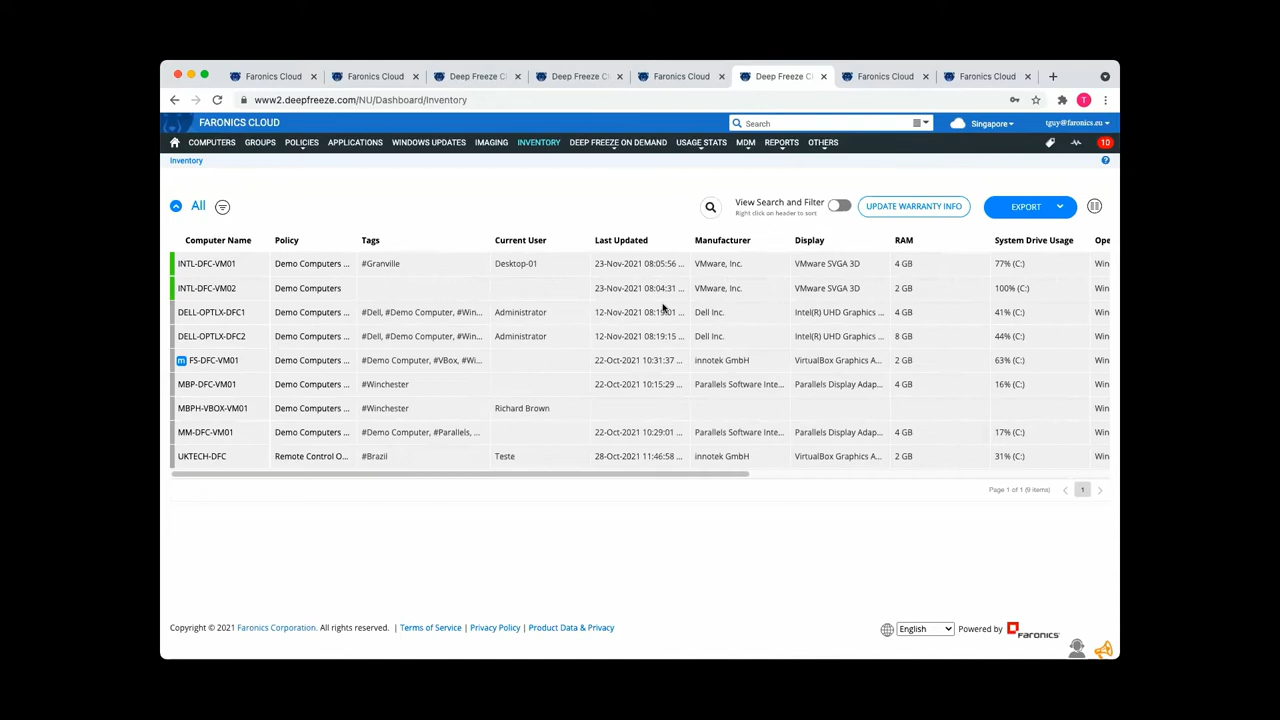 Faronics Cloud Faronics Cloud Deep Freeze C Deep Freeze C Faronics Cloud Deep Freeze C Faronics Cloud Faronics Cloud
www2.deepfreeze.com/NU/Dashboard/Inventory T
FARONICS CLOUD Search Singapore tguy@faronics.eu
COMPUTERS GROUPS POLICIES APPLICATIONS WINDOWS UPDATES IMAGING INVENTORY DEEP FREEZE ON DEMAND USAGE STATS MDM REPORTS OTHERS 10
Inventory ?
All View Search and Filter UPDATE WARRANTY INFO EXPORT
Right click on header to sort
Computer Name Policy Tags Current User Last Updated Manufacturer Display RAM System Drive Usage Ope
INTL-DFC-VM01 Demo Computers ... #Granville Desktop-01 23-Nov-2021 08:05:56 ... VMware, Inc. VMware SVGA 3D 4 GB 77% (C:) Win
INTL-DFC-VM02 Demo Computers 23-Nov-2021 08:04:31 ... VMware, Inc. VMware SVGA 3D 2 GB 100% (C:) Win
DELL-OPTLX-DFC1 Demo Computers ... #Dell, #Demo Computer, #Win... Administrator 12-Nov-2021 08:19:01 ... Dell Inc. Intel(R) UHD Graphics ... 4 GB 41% (C:) Win
DELL-OPTLX-DFC2 Demo Computers ... #Dell, #Demo Computer, #Win... Administrator 12-Nov-2021 08:19:15 ... Dell Inc. Intel(R) UHD Graphics ... 8 GB 44% (C:) Win
m FS-DFC-VM01 Demo Computers ... #Demo Computer, #VBox, #Wi... 22-Oct-2021 10:31:37 ... innotek GmbH VirtualBox Graphics A... 2 GB 63% (C:) Win
MBP-DFC-VM01 Demo Computers ... #Winchester 22-Oct-2021 10:15:29 ... Parallels Software Inte... Parallels Display Adap... 4 GB 16% (C:) Win
MBPH-VBOX-VM01 Demo Computers ... #Winchester Richard Brown Win
MM-DFC-VM01 Demo Computers ... #Demo Computer, #Parallels, ... 22-Oct-2021 10:29:01 ... Parallels Software Inte... Parallels Display Adap... 4 GB 17% (C:) Win
UKTECH-DFC Remote Control O... #Brazil Teste 28-Oct-2021 11:46:58 ... innotek GmbH VirtualBox Graphics A... 2 GB 31% (C:) Win
Page 1 of 1 (9 items) 1
Copyright © 2021 Faronics Corporation. All rights reserved. | Terms of Service | Privacy Policy | Product Data & Privacy English Powered by FARONICS